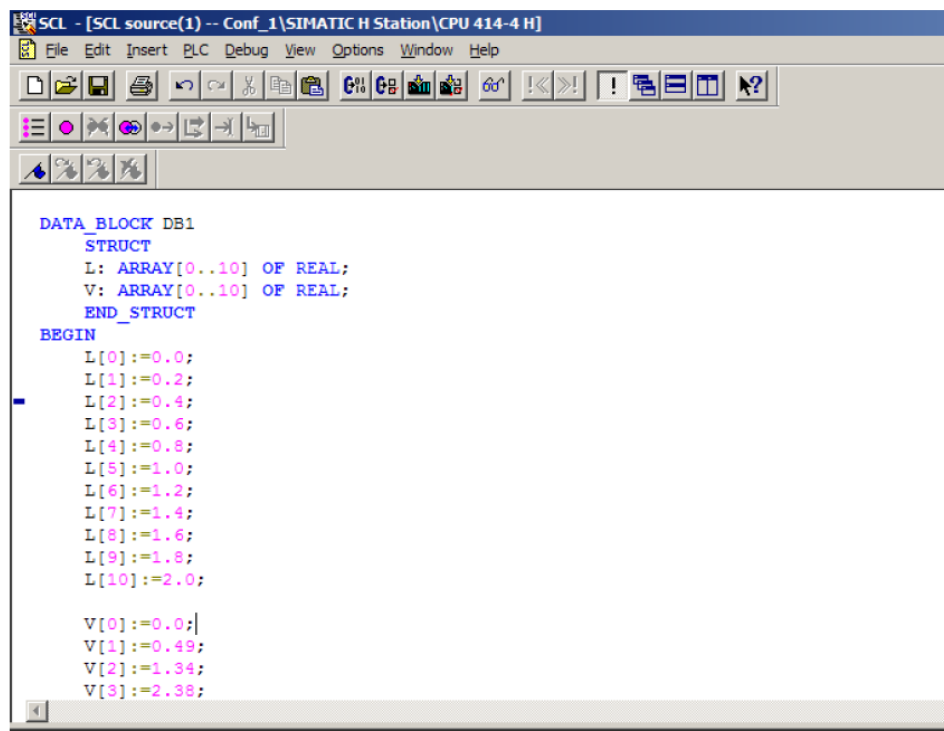 SCL - [SCL source(1) -- Conf_1\SIMATIC H Station\CPU 414-4 H]
File Edit Insert PLC Debug View Options Window Help
DATA_BLOCK DB1
STRUCT
L: ARRAY[0..10] OF REAL;
V: ARRAY[0..10] OF REAL;
END_STRUCT
BEGIN
L[0]:=0.0;
L[1]:=0.2;
L[2]:=0.4;
L[3]:=0.6;
L[4]:=0.8;
L[5]:=1.0;
L[6]:=1.2;
L[7]:=1.4;
L[8]:=1.6;
L[9]:=1.8;
L[10]:=2.0;
V[0]:=0.0;
V[1]:=0.49;
V[2]:=1.34;
V[3]:=2.38;